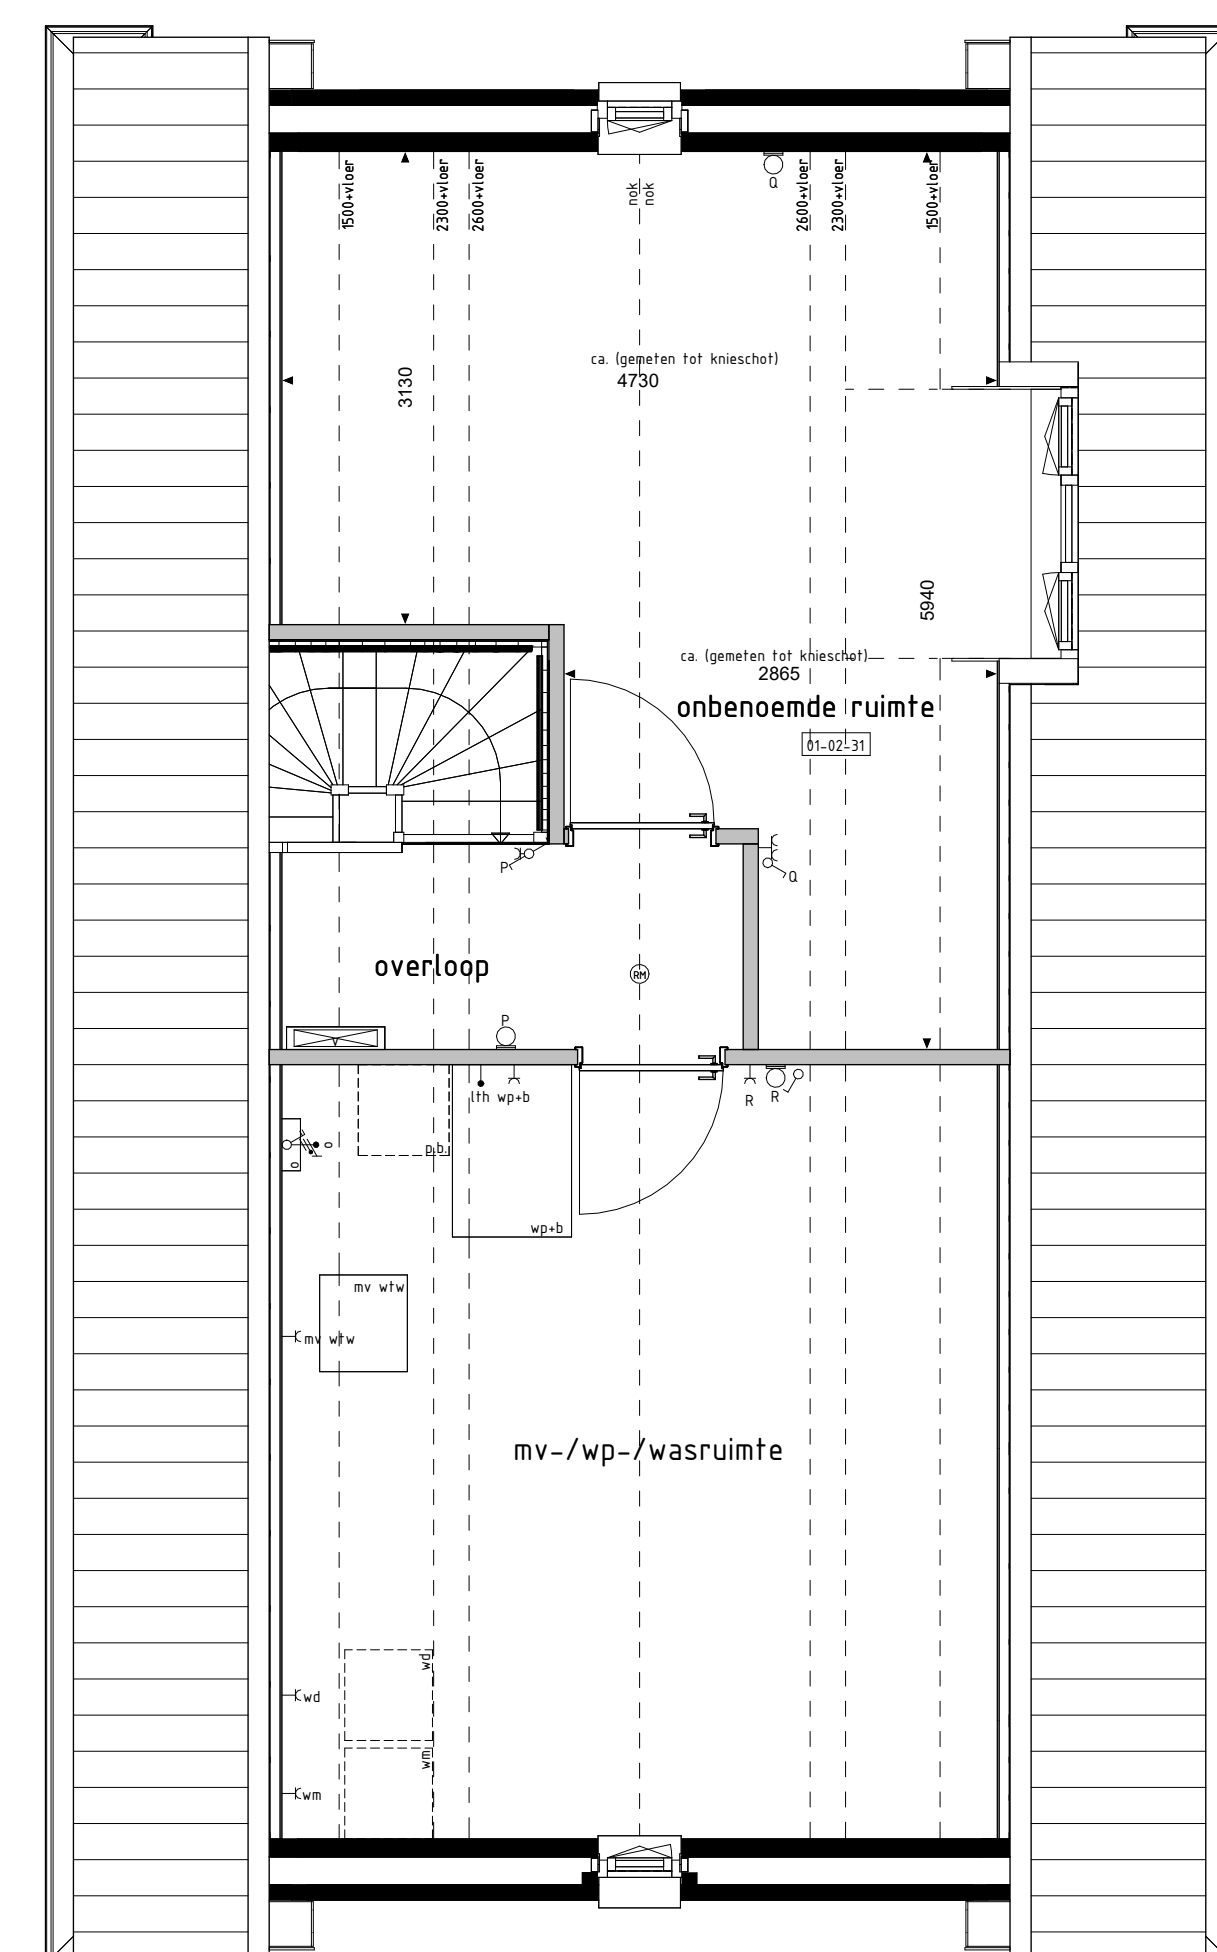 1500+vloer
2300+vloer
2600+vloer
nok
nok
Q
2600+vloer
2300+vloer
1500+vloer
ca. (gemeten tot knieschot)
4730
3130
5940
ca. (gemeten tot knieschot)
2865
onbenoemde ruimte
01-02-31
P
Q
overloop
RM
P
lth wp+b
R
R
p.b.
o
o
wp+b
mv wtw
mv wtw
mv-/wp-/wasruimte
wd
wd
wm
wm